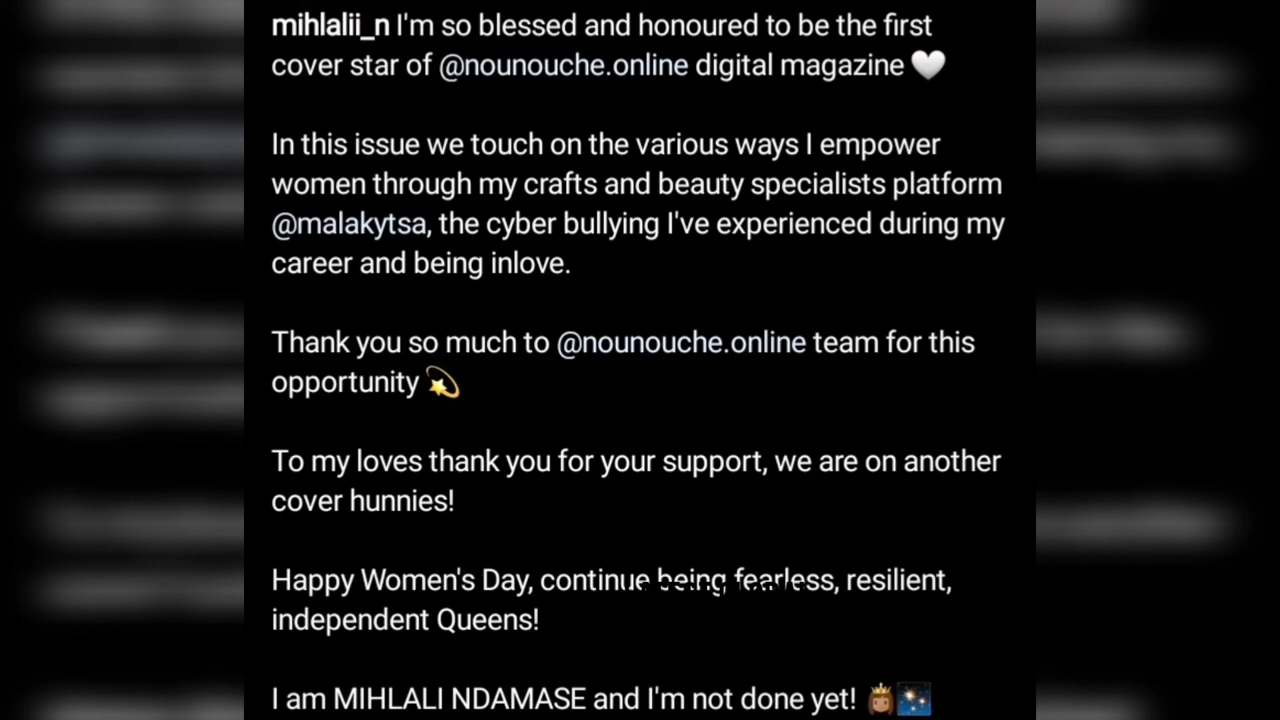 mihlalii_n I'm so blessed and honoured to be the first
cover star of @nounouche.online digital magazine 🤍
In this issue we touch on the various ways I empower
women through my crafts and beauty specialists platform
@malakytsa, the cyber bullying I've experienced during my
career and being inlove.
Thank you so much to @nounouche.online team for this
opportunity 💫
To my loves thank you for your support, we are on another
cover hunnies!
Happy Women's Day, continue being fearless, resilient,
independent Queens!
I am MIHLALI NDAMASE and I'm not done yet! 👸🏽🎇